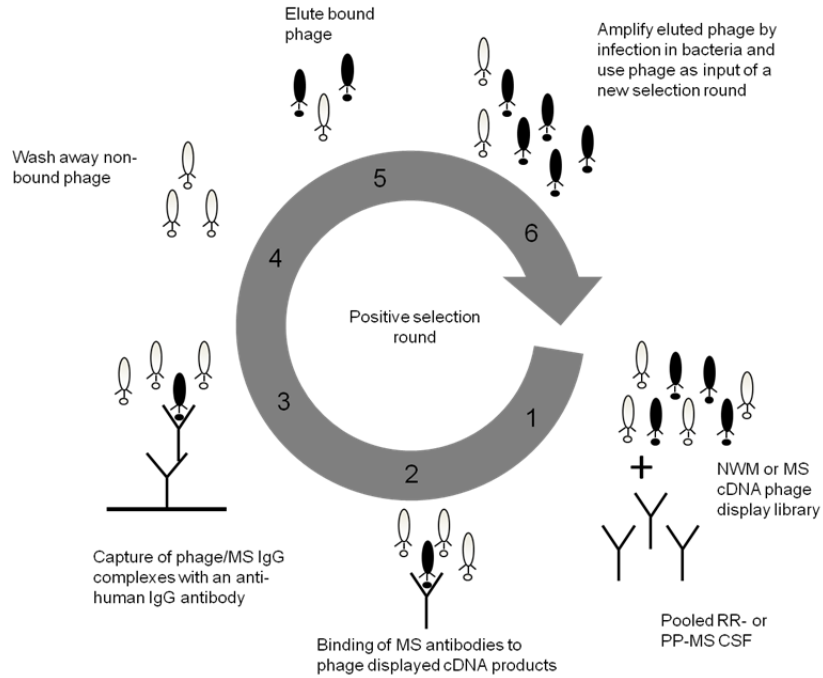 Elute bound
phage
Amplify eluted phage by
infection in bacteria and
use phage as input of a
new selection round
Wash away non-
bound phage
5
6
4
Positive selection
round
3
1
2
+
NWM or MS
cDNA phage
display library
Capture of phage/MS IgG
complexes with an anti-
human IgG antibody
Binding of MS antibodies to
phage displayed cDNA products
Pooled RR- or
PP-MS CSF